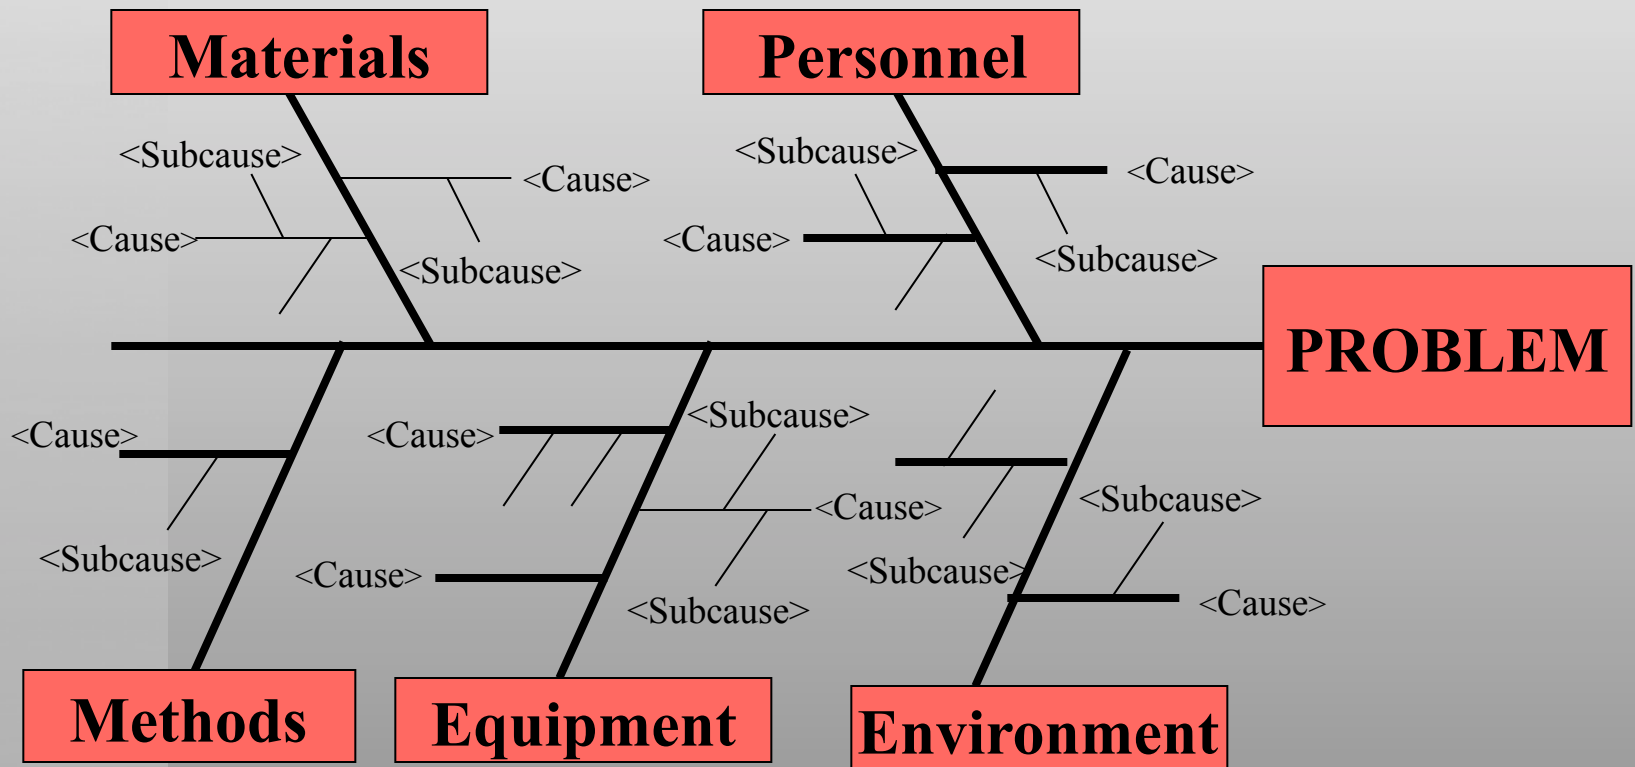 Materials
Personnel
<Subcause>
<Cause>
<Cause>
<Subcause>
<Subcause>
<Cause>
<Cause>
<Subcause>
PROBLEM
<Cause>
<Subcause>
<Cause>
<Subcause>
<Cause>
<Cause>
<Subcause>
<Subcause>
<Subcause>
<Cause>
Methods
Equipment
Environment